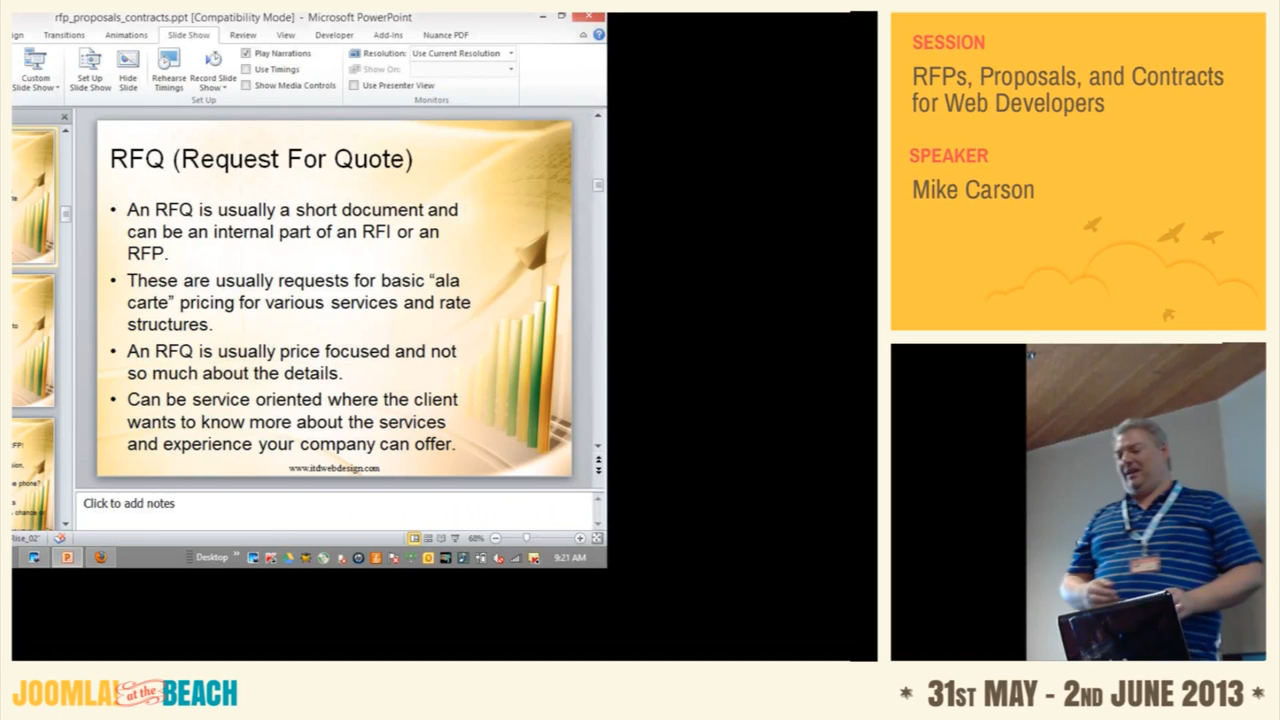 rfp_proposals_contracts.ppt [Compatibility Mode] - Microsoft PowerPoint
Transitions Animations Slide Show Review View Developer Add-Ins Nuance PDF
Custom Slide Show
Set Up Slide Show
Hide Slide
Rehearse Timings
Record Slide Show
Play Narrations
Use Timings
Show Media Controls
Set Up
Resolution: Use Current Resolution
Show On:
Use Presenter View
Monitors
RFQ (Request For Quote)
• An RFQ is usually a short document and
can be an internal part of an RFI or an
RFP.
• These are usually requests for basic “ala
carte” pricing for various services and rate
structures.
• An RFQ is usually price focused and not
so much about the details.
• Can be service oriented where the client
wants to know more about the services
and experience your company can offer.
www.itdwebdesign.com
Click to add notes
68%
Desktop
9:21 AM
SESSION
RFPs, Proposals, and Contracts
for Web Developers
SPEAKER
Mike Carson
JOOMLA! at the BEACH
* 31ST MAY - 2ND JUNE 2013 *